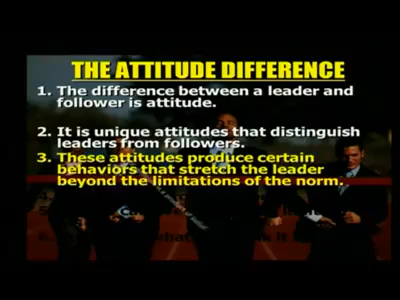 THE ATTITUDE DIFFERENCE
1. The difference between a leader and
follower is attitude.
2. It is unique attitudes that distinguish
leaders from followers.
3. These attitudes produce certain
behaviors that stretch the leader
beyond the limitations of the norm.